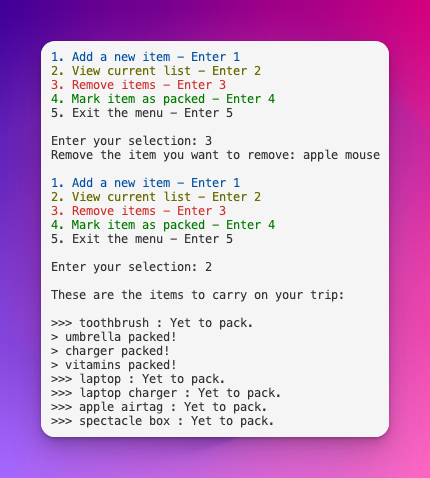 1. Add a new item – Enter 1
2. View current list – Enter 2
3. Remove items – Enter 3
4. Mark item as packed – Enter 4
5. Exit the menu – Enter 5
Enter your selection: 3
Remove the item you want to remove: apple mouse
1. Add a new item – Enter 1
2. View current list – Enter 2
3. Remove items – Enter 3
4. Mark item as packed – Enter 4
5. Exit the menu – Enter 5
Enter your selection: 2
These are the items to carry on your trip:
>>> toothbrush : Yet to pack.
> umbrella packed!
> charger packed!
> vitamins packed!
>>> laptop : Yet to pack.
>>> laptop charger : Yet to pack.
>>> apple airtag : Yet to pack.
>>> spectacle box : Yet to pack.